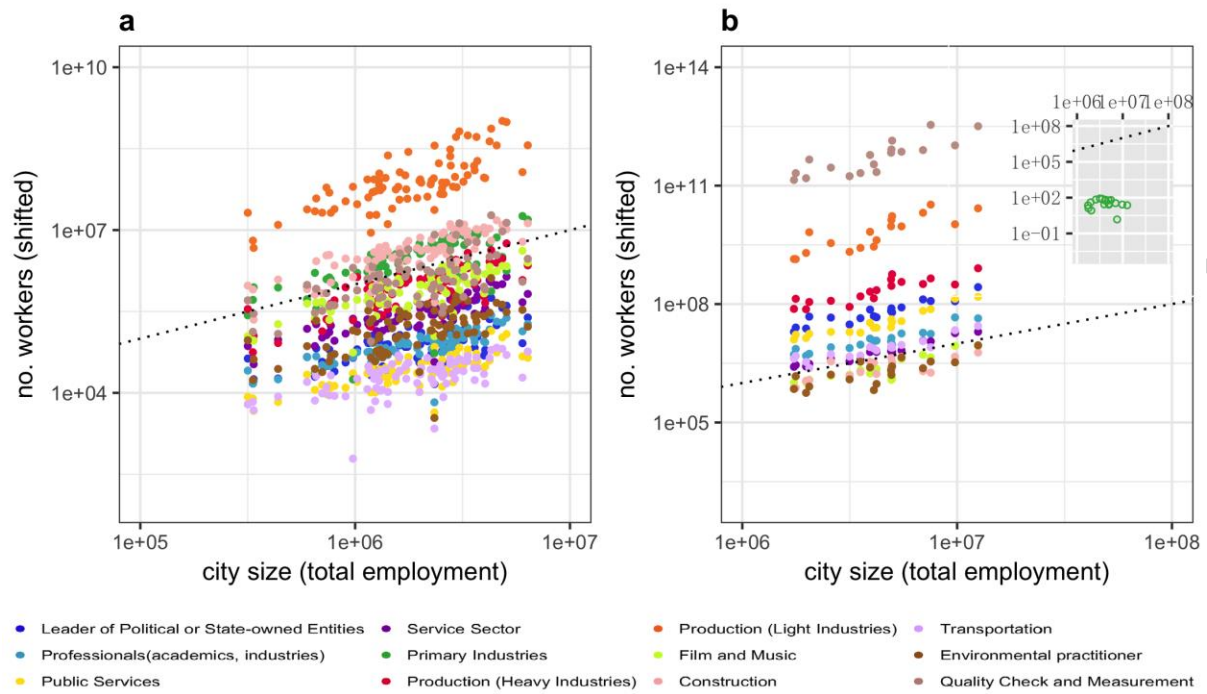 a
b
1e+10
1e+07
1e+04
no. workers (shifted)
1e+05
1e+06
1e+07
city size (total employment)
1e+14
1e+11
1e+08
1e+05
no. workers (shifted)
1e+06
1e+07
1e+08
city size (total employment)
1e+06 1e+07 1e+08
1e+08
1e+05
1e+02
1e−01
Leader of Political or State-owned Entities
Service Sector
Production (Light Industries)
Transportation
Professionals(academics, industries)
Primary Industries
Film and Music
Environmental practitioner
Public Services
Production (Heavy Industries)
Construction
Quality Check and Measurement